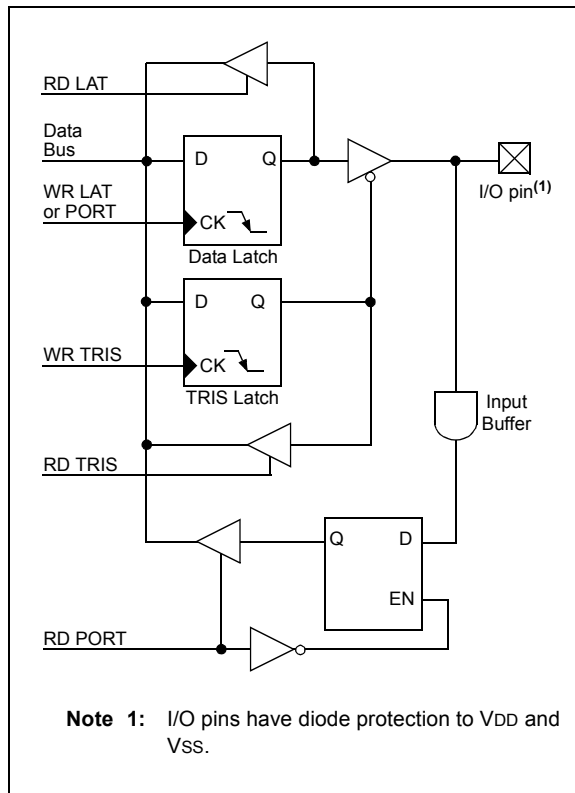 RD LAT
Data
Bus
D Q
I/O pin(1)
WR LAT
or PORT
CK
Data Latch
D Q
WR TRIS
CK
TRIS Latch
Input
Buffer
RD TRIS
Q D
EN
RD PORT
Note 1: I/O pins have diode protection to VDD and
VSS.